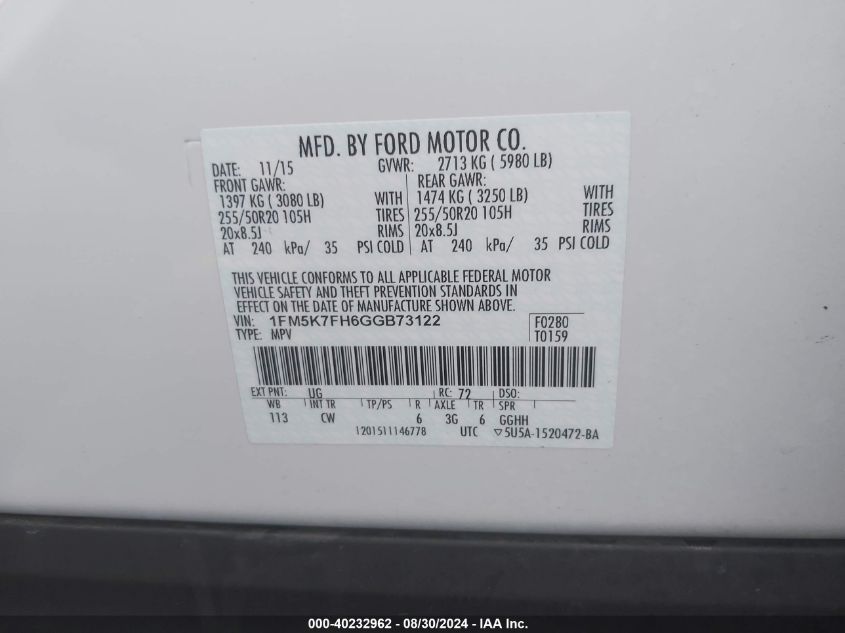 MFD. BY FORD MOTOR CO.
DATE: 11/15 GVWR: 2713 KG ( 5980 LB)
FRONT GAWR: REAR GAWR:
1397 KG ( 3080 LB) WITH 1474 KG ( 3250 LB) WITH
255/50R20 105H TIRES 255/50R20 105H TIRES
20x8.5J RIMS 20x8.5J RIMS
AT 240 kPa/ 35 PSI COLD AT 240 kPa/ 35 PSI COLD
THIS VEHICLE CONFORMS TO ALL APPLICABLE FEDERAL MOTOR
VEHICLE SAFETY AND THEFT PREVENTION STANDARDS IN
EFFECT ON THE DATE OF MANUFACTURE SHOWN ABOVE.
VIN: 1FM5K7FH6GGB73122 F0280
TYPE: MPV T0159
EXT PNT: UG RC: 72 DSO:
WB INT TR TP/PS R AXLE TR SPR
113 CW 6 3G 6 GGHH
1201511146778 UTC ▽5U5A-1520472-BA
000-40232962 - 08/30/2024 - IAA Inc.